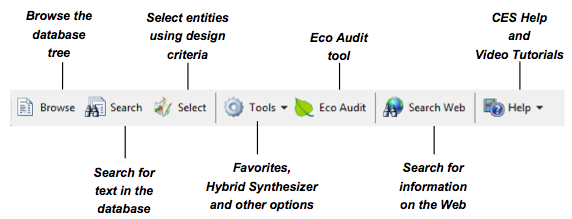 Browse the
database
tree
Select entities
using design
criteria
Eco Audit
tool
CES Help
and
Video Tutorials
Browse Search Select Tools Eco Audit Search Web Help
Search for
text in the
database
Favorites,
Hybrid Synthesizer
and other options
Search for
information
on the Web